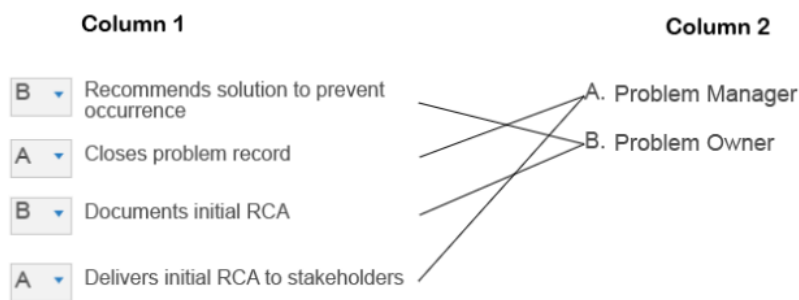 Column 1
Column 2
B Recommends solution to prevent
occurrence
A Closes problem record
B Documents initial RCA
A Delivers initial RCA to stakeholders
A. Problem Manager
B. Problem Owner